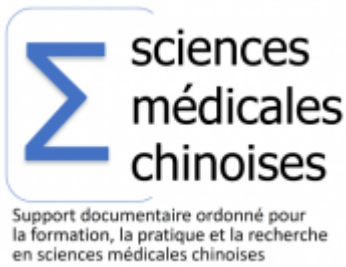 Σ
sciences
médicales
chinoises
Support documentaire ordonné pour
la formation, la pratique et la recherche
en sciences médicales chinoises